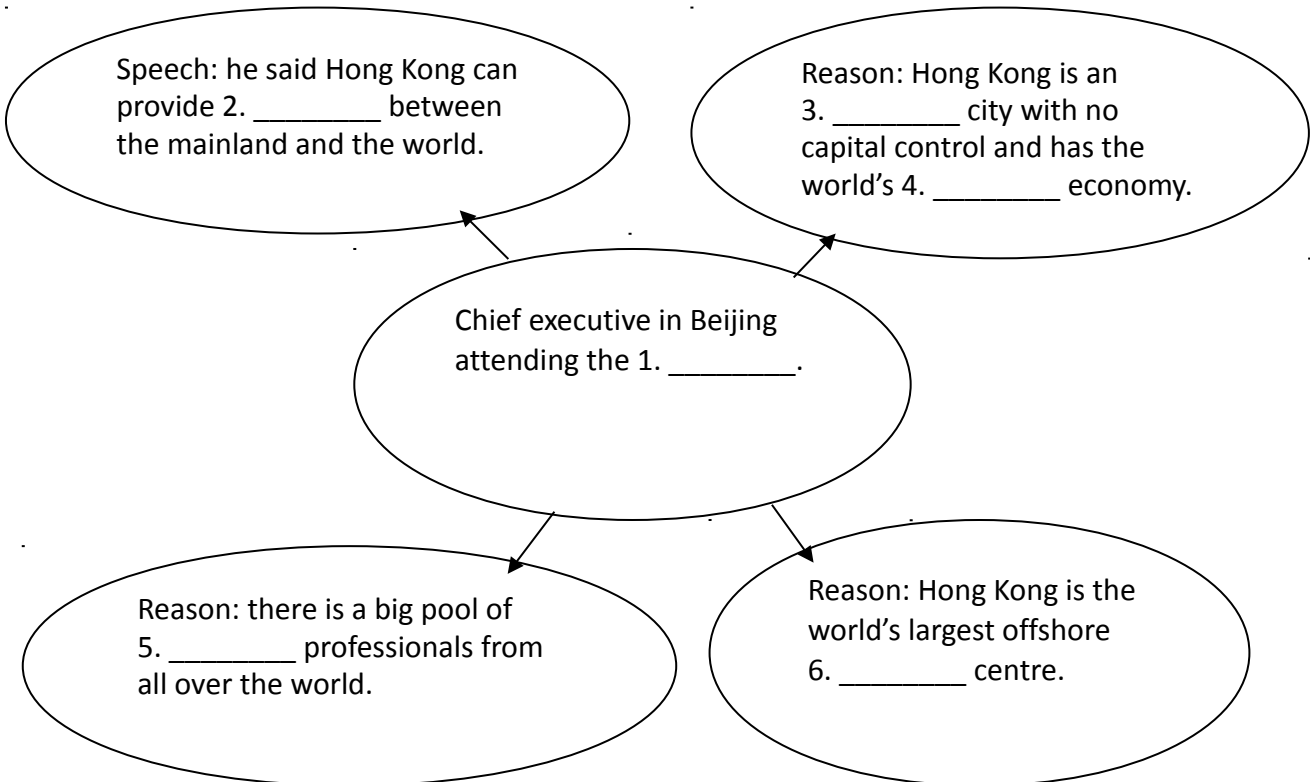 Speech: he said Hong Kong can
provide 2. ________ between
the mainland and the world.
Reason: Hong Kong is an
3. ________ city with no
capital control and has the
world’s 4. ________ economy.
Chief executive in Beijing
attending the 1. ________.
Reason: there is a big pool of
5. ________ professionals from
all over the world.
Reason: Hong Kong is the
world’s largest offshore
6. ________ centre.